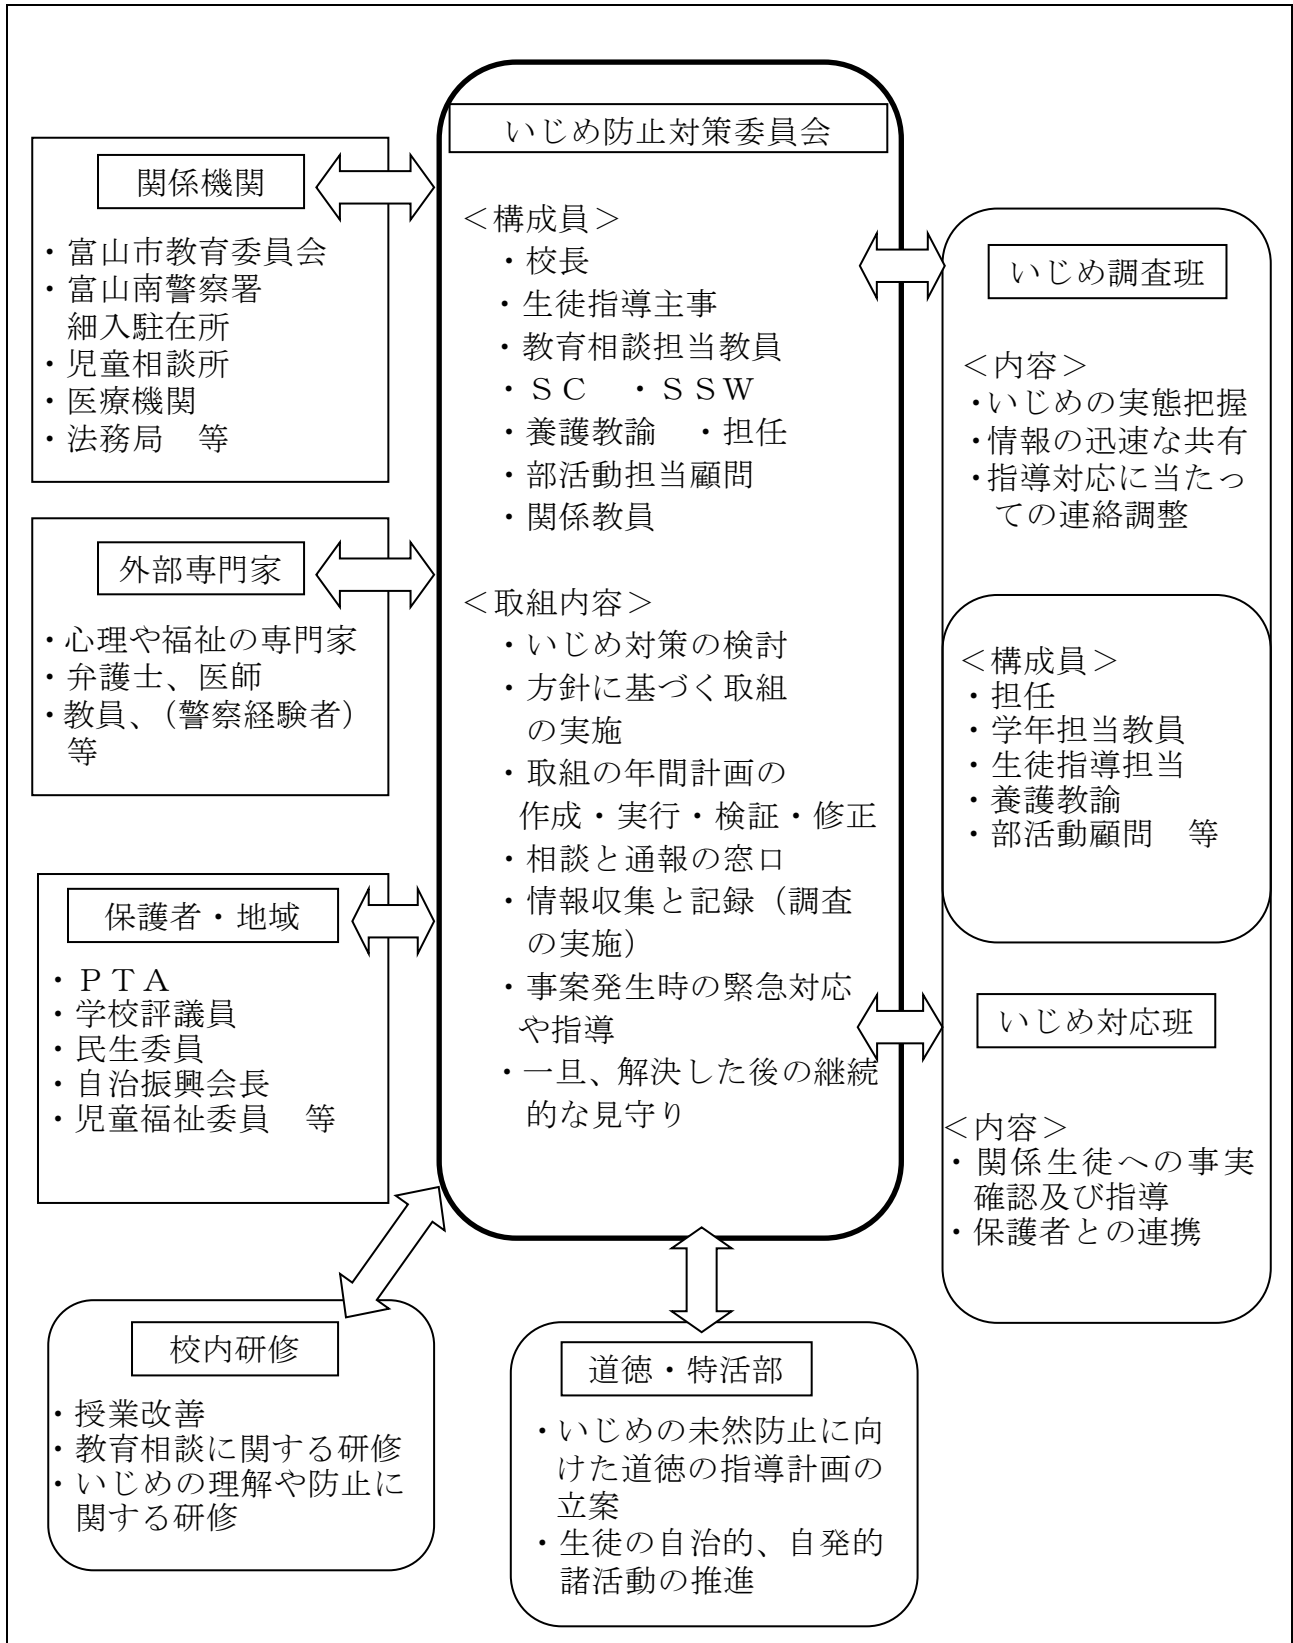 いじめ防止対策委員会
＜構成員＞
・校長
・生徒指導主事
・教育相談担当教員
・ＳＣ　・ＳＳＷ
・養護教諭　・担任
・部活動担当顧問
・関係教員
＜取組内容＞
・いじめ対策の検討
・方針に基づく取組
の実施
・取組の年間計画の
作成・実行・検証・修正
・相談と通報の窓口
・情報収集と記録（調査
の実施）
・事案発生時の緊急対応
や指導
・一旦、解決した後の継続
的な見守り
関係機関
・富山市教育委員会
・富山南警察署
細入駐在所
・児童相談所
・医療機関
・法務局　等
外部専門家
・心理や福祉の専門家
・弁護士、医師
・教員、（警察経験者）
等
保護者・地域
・ＰＴＡ
・学校評議員
・民生委員
・自治振興会長
・児童福祉委員　等
いじめ調査班
＜内容＞
・いじめの実態把握
・情報の迅速な共有
・指導対応に当たっ
ての連絡調整
＜構成員＞
・担任
・学年担当教員
・生徒指導担当
・養護教諭
・部活動顧問　等
いじめ対応班
＜内容＞
・関係生徒への事実
確認及び指導
・保護者との連携
校内研修
・授業改善
・教育相談に関する研修
・いじめの理解や防止に
関する研修
道徳・特活部
・いじめの未然防止に向
けた道徳の指導計画の
立案
・生徒の自治的、自発的
諸活動の推進